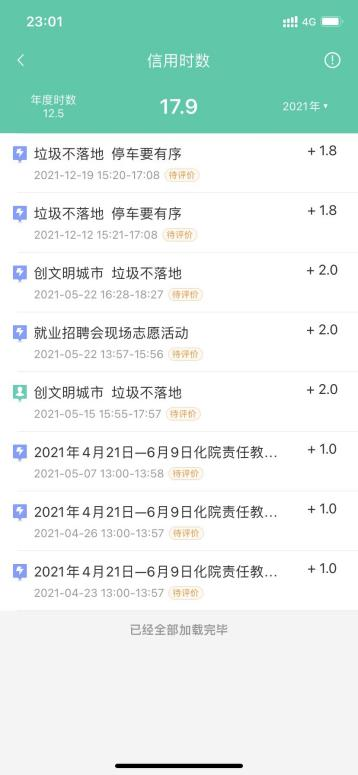 23:01
4G
信用时数
年度时数
12.5
17.9
2021年
垃圾不落地 停车要有序
+ 1.8
2021-12-19 15:20-17:08 待评价
垃圾不落地 停车要有序
+ 1.8
2021-12-12 15:21-17:08 待评价
创文明城市 垃圾不落地
+ 2.0
2021-05-22 16:28-18:27 待评价
就业招聘会现场志愿活动
+ 2.0
2021-05-22 13:57-15:56 待评价
创文明城市 垃圾不落地
+ 2.0
2021-05-15 15:55-17:57 待评价
2021年4月21日—6月9日化院责任教...
+ 1.0
2021-05-07 13:00-13:58 待评价
2021年4月21日—6月9日化院责任教...
+ 1.0
2021-04-26 13:00-13:57 待评价
2021年4月21日—6月9日化院责任教...
+ 1.0
2021-04-23 13:00-13:57 待评价
已经全部加载完毕